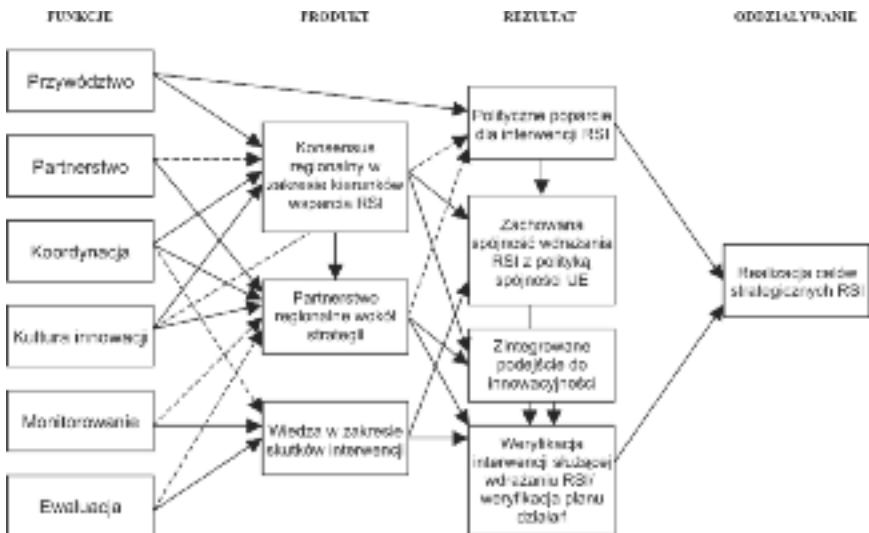 FUNKCJE
PRODUKT
REZULTAT
ODDZIAŁYWANIE
Przywództwo
Partnerstwo
Koordynacja
Kultura innowacji
Monitorowanie
Ewaluacja
Konsensus
regionalny w
zakresie kierunków
wsparcia RSI
Partnerstwo
regionalne wokół
strategii
Wiedza w zakresie
skutków interwencji
Polityczne poparcie
dla interwencji RSI
Zachowana
spójność wdrażania
RSI z polityką
spójności UE
Zintegrowane
podejście do
innowacyjności
Weryfikacja
interwencji służącej
wdrażaniu RSI/
weryfikacja planu
działań
Realizacja celów
strategicznych RSI